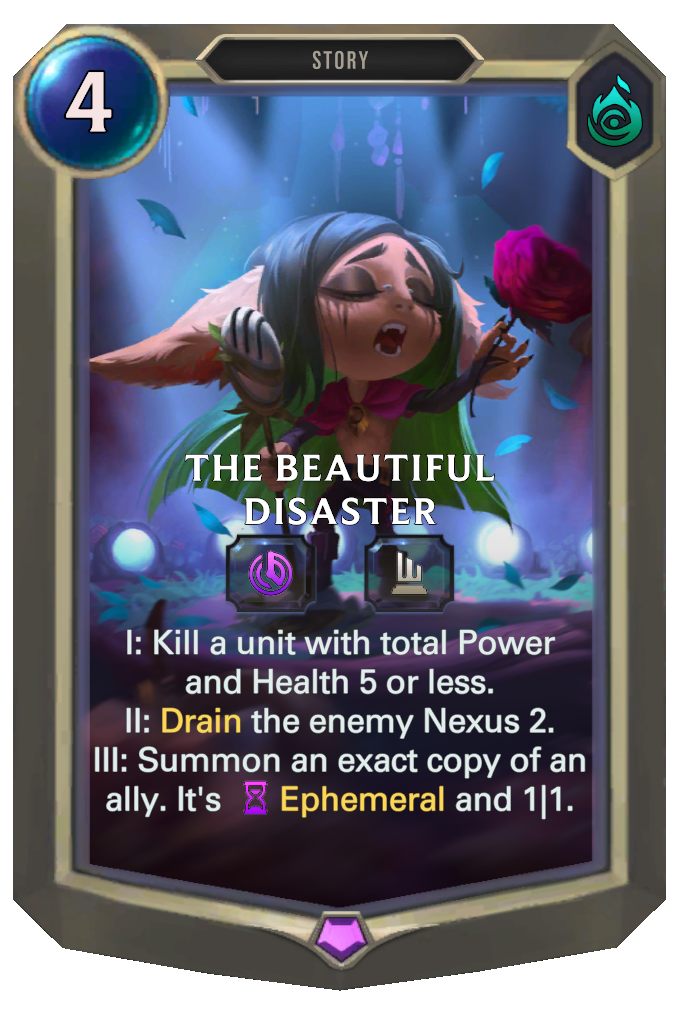 4
STORY
THE BEAUTIFUL
DISASTER
I: Kill a unit with total Power
and Health 5 or less.
II: Drain the enemy Nexus 2.
III: Summon an exact copy of an
ally. It's Ephemeral and 1|1.